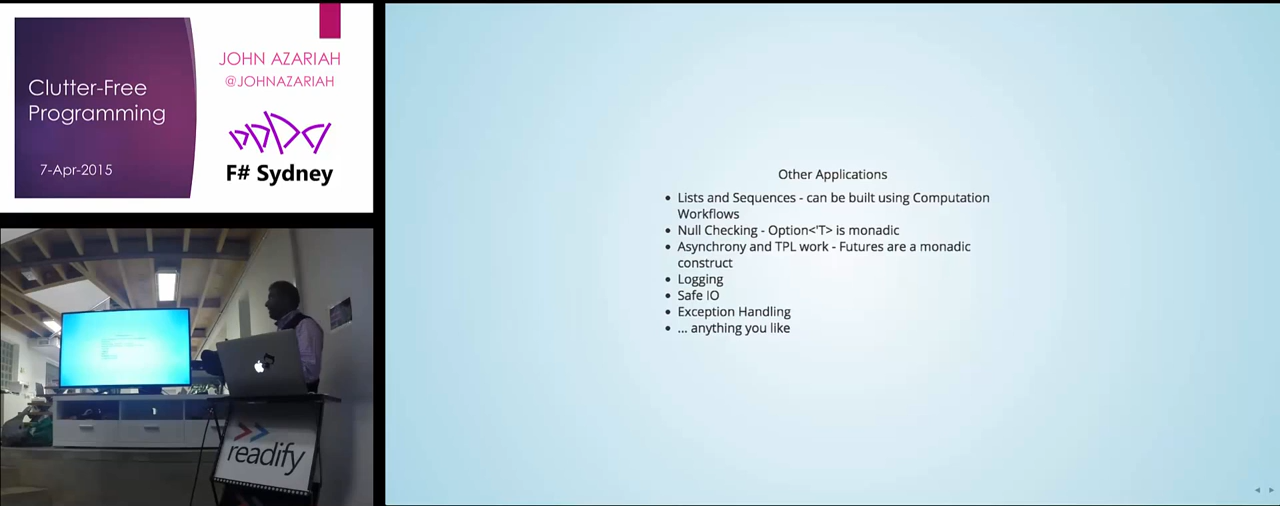 Clutter-Free
Programming
7-Apr-2015
JOHN AZARIAH
@JOHNAZARIAH
F# Sydney
readify
Other Applications
• Lists and Sequences - can be built using Computation
Workflows
• Null Checking - Option<'T> is monadic
• Asynchrony and TPL work - Futures are a monadic
construct
• Logging
• Safe IO
• Exception Handling
• ... anything you like